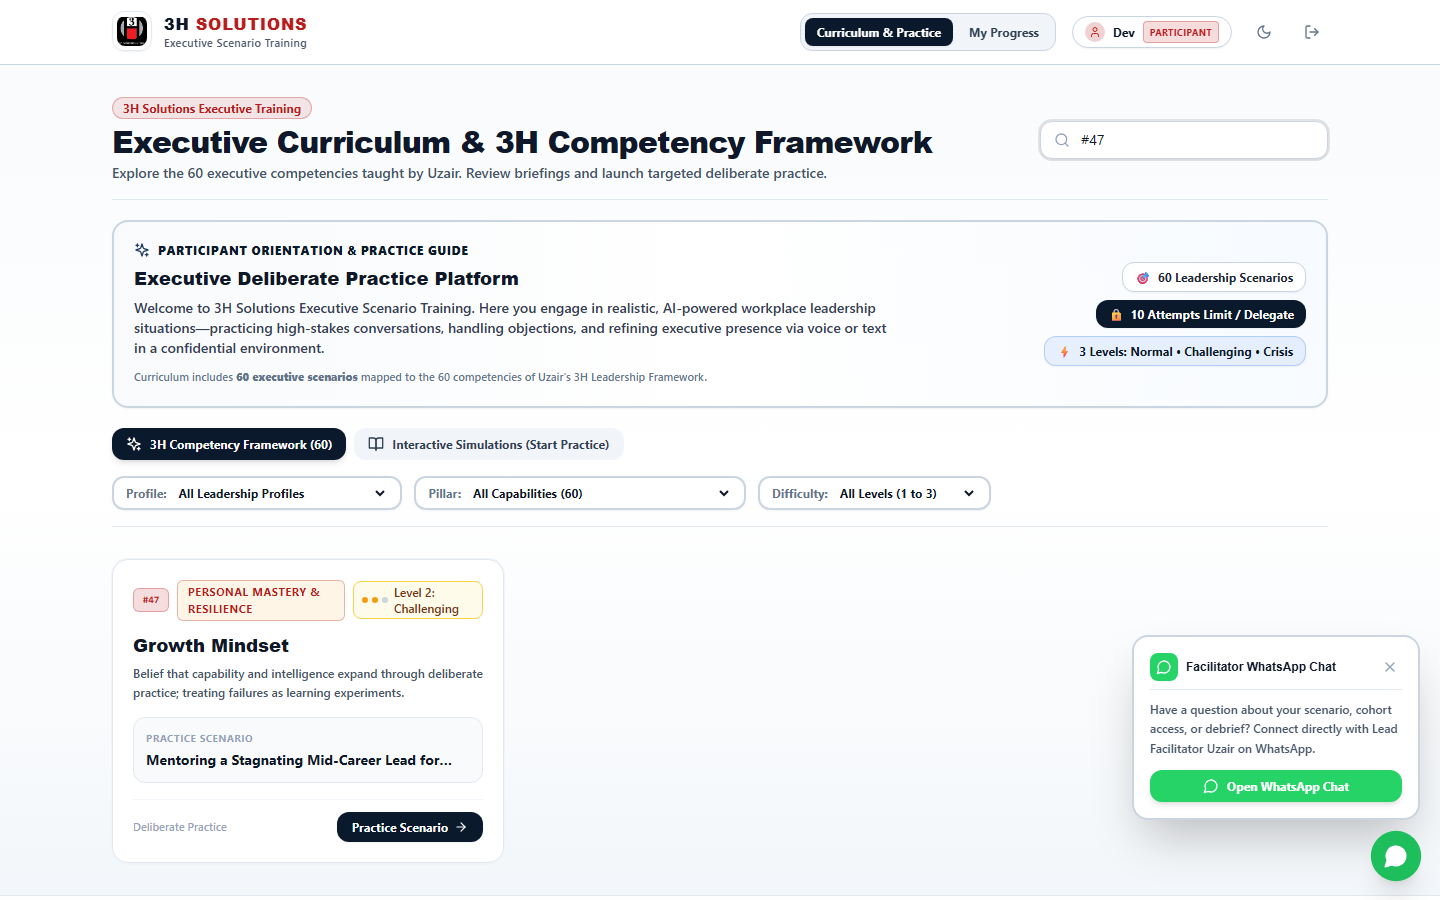 3H SOLUTIONS
Executive Scenario Training
Curriculum & Practice
My Progress
Dev
PARTICIPANT
3H Solutions Executive Training
Executive Curriculum & 3H Competency Framework
Explore the 60 executive competencies taught by Uzair. Review briefings and launch targeted deliberate practice.
#47
PARTICIPANT ORIENTATION & PRACTICE GUIDE
Executive Deliberate Practice Platform
Welcome to 3H Solutions Executive Scenario Training. Here you engage in realistic, AI-powered workplace leadership
situations—practicing high-stakes conversations, handling objections, and refining executive presence via voice or text
in a confidential environment.
Curriculum includes 60 executive scenarios mapped to the 60 competencies of Uzair's 3H Leadership Framework.
60 Leadership Scenarios
10 Attempts Limit / Delegate
3 Levels: Normal • Challenging • Crisis
3H Competency Framework (60)
Interactive Simulations (Start Practice)
Profile: All Leadership Profiles
Pillar: All Capabilities (60)
Difficulty: All Levels (1 to 3)
#47
PERSONAL MASTERY &
RESILIENCE
Level 2:
Challenging
Growth Mindset
Belief that capability and intelligence expand through deliberate
practice; treating failures as learning experiments.
PRACTICE SCENARIO
Mentoring a Stagnating Mid-Career Lead for...
Deliberate Practice
Practice Scenario
Facilitator WhatsApp Chat
Have a question about your scenario, cohort
access, or debrief? Connect directly with Lead
Facilitator Uzair on WhatsApp.
Open WhatsApp Chat